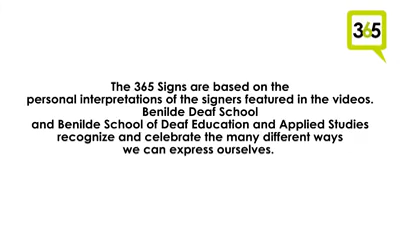 365
The 365 Signs are based on the
personal interpretations of the signers featured in the videos.
Benilde Deaf School
and Benilde School of Deaf Education and Applied Studies
recognize and celebrate the many different ways
we can express ourselves.